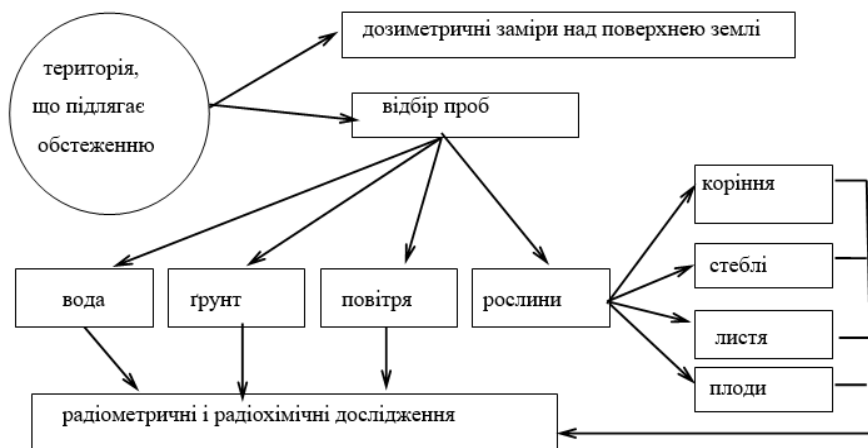 дозиметричні заміри над поверхнею землі
територія,
що підлягає
обстеженню
відбір проб
коріння
стеблі
вода
ґрунт
повітря
рослини
листя
плоди
радіометричні і радіохімічні дослідження